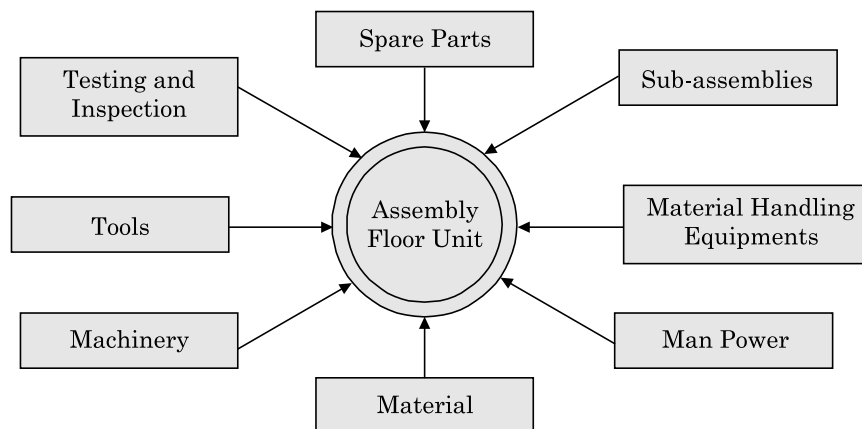 Spare Parts
Testing and
Inspection
Sub-assemblies
Tools
Assembly
Floor Unit
Material Handling
Equipments
Machinery
Man Power
Material